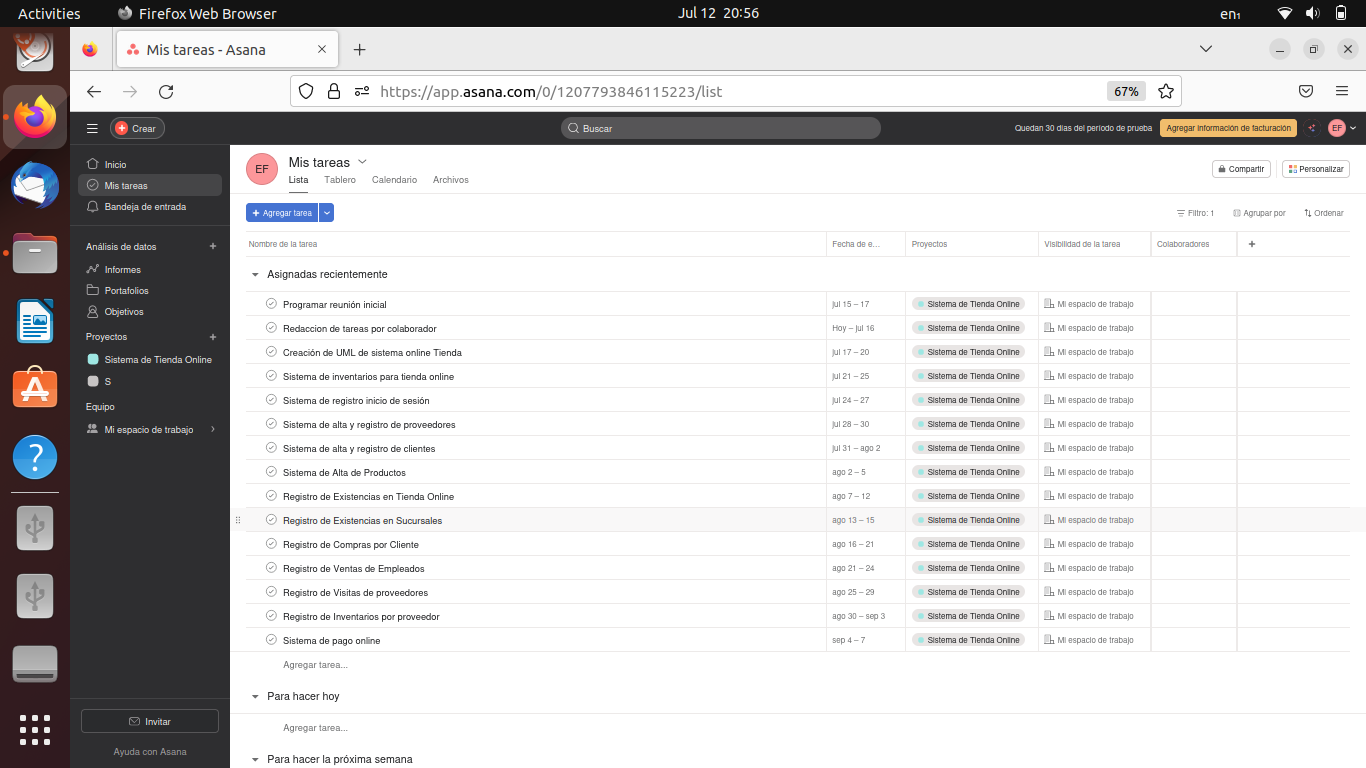 Activities Firefox Web Browser Jul 12 20:56 en₁
Mis tareas - Asana
https://app.asana.com/0/1207793846115223/list 67%
Crear Buscar Quedan 30 días del periodo de prueba Agregar información de facturación EF
Inicio
Mis tareas
Bandeja de entrada
Análisis de datos
Informes
Portafolios
Objetivos
Proyectos
Sistema de Tienda Online
S
Equipo
Mi espacio de trabajo
Invitar
Ayuda con Asana
EF Mis tareas
Lista Tablero Calendario Archivos
Compartir Personalizar
Agregar tarea Filtro: 1 Agrupar por Ordenar
Nombre de la tarea Fecha de e... Proyectos Visibilidad de la tarea Colaboradores
Asignadas recientemente
Programar reunión inicial jul 15 – 17 Sistema de Tienda Online Mi espacio de trabajo
Redaccion de tareas por colaborador Hoy – jul 16 Sistema de Tienda Online Mi espacio de trabajo
Creación de UML de sistema online Tienda jul 17 – 20 Sistema de Tienda Online Mi espacio de trabajo
Sistema de inventarios para tienda online jul 21 – 25 Sistema de Tienda Online Mi espacio de trabajo
Sistema de registro inicio de sesión jul 24 – 27 Sistema de Tienda Online Mi espacio de trabajo
Sistema de alta y registro de proveedores jul 28 – 30 Sistema de Tienda Online Mi espacio de trabajo
Sistema de alta y registro de clientes jul 31 – ago 2 Sistema de Tienda Online Mi espacio de trabajo
Sistema de Alta de Productos ago 2 – 5 Sistema de Tienda Online Mi espacio de trabajo
Registro de Existencias en Tienda Online ago 7 – 12 Sistema de Tienda Online Mi espacio de trabajo
Registro de Existencias en Sucursales ago 13 – 15 Sistema de Tienda Online Mi espacio de trabajo
Registro de Compras por Cliente ago 16 – 21 Sistema de Tienda Online Mi espacio de trabajo
Registro de Ventas de Empleados ago 21 – 24 Sistema de Tienda Online Mi espacio de trabajo
Registro de Visitas de proveedores ago 25 – 29 Sistema de Tienda Online Mi espacio de trabajo
Registro de Inventarios por proveedor ago 30 – sep 3 Sistema de Tienda Online Mi espacio de trabajo
Sistema de pago online sep 4 – 7 Sistema de Tienda Online Mi espacio de trabajo
Agregar tarea...
Para hacer hoy
Agregar tarea...
Para hacer la próxima semana